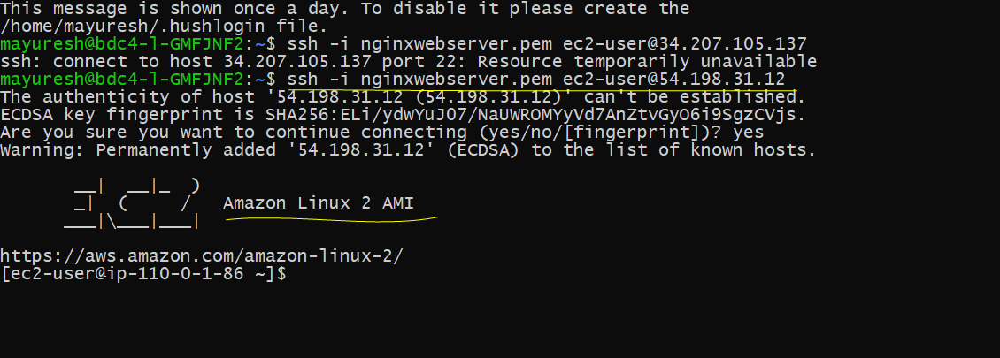 This message is shown once a day. To disable it please create the
/home/mayuresh/.hushlogin file.
mayuresh@bdc4-l-GMFJNF2:~$ ssh -i nginxwebserver.pem ec2-user@34.207.105.137
ssh: connect to host 34.207.105.137 port 22: Resource temporarily unavailable
mayuresh@bdc4-l-GMFJNF2:~$ ssh -i nginxwebserver.pem ec2-user@54.198.31.12
The authenticity of host '54.198.31.12 (54.198.31.12)' can't be established.
ECDSA key fingerprint is SHA256:ELi/ydwYuJO7/NaUWROMYyVd7AnZtvGyO6i9SgzCVjs.
Are you sure you want to continue connecting (yes/no/[fingerprint])? yes
Warning: Permanently added '54.198.31.12' (ECDSA) to the list of known hosts.
       __|  __|_  )
       _|  (     /   Amazon Linux 2 AMI
      ___|\___|___|
https://aws.amazon.com/amazon-linux-2/
[ec2-user@ip-110-0-1-86 ~]$